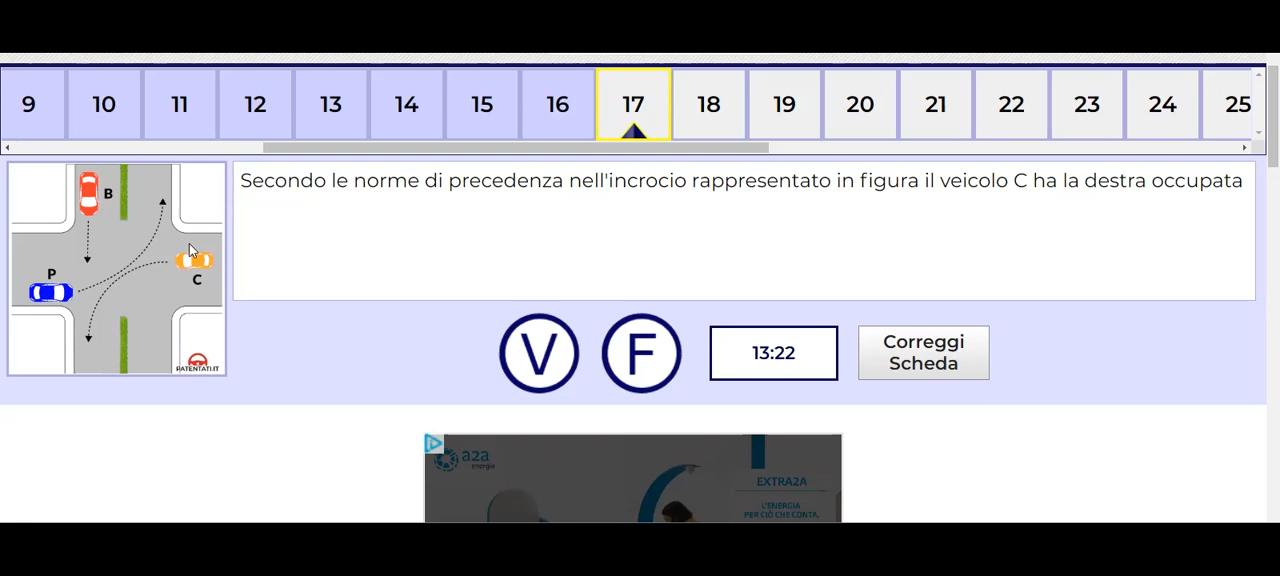 9 10 11 12 13 14 15 16 17 18 19 20 21 22 23 24 25
B
P
C
PATENTATI.IT
Secondo le norme di precedenza nell'incrocio rappresentato in figura il veicolo C ha la destra occupata
V F 13:22 Correggi
Scheda
a2a
energia
EXTRA2A
L'ENERGIA
PER CIÒ CHE CONTA.